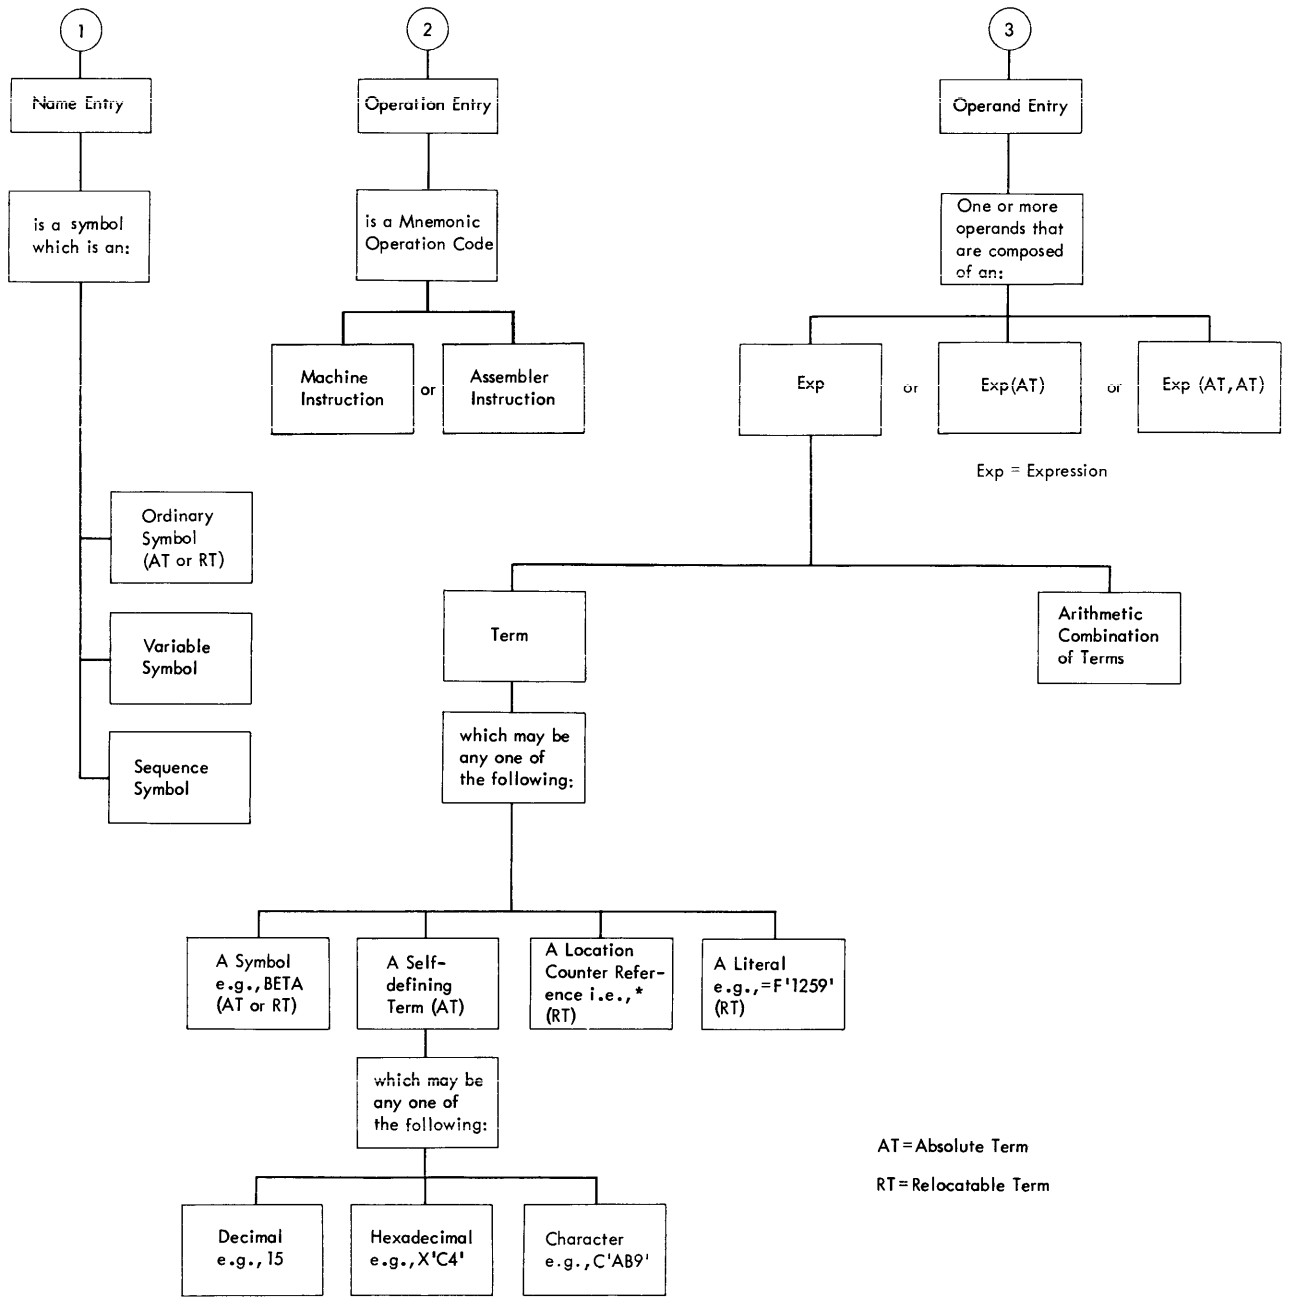 1
2
3
Name Entry
Operation Entry
Operand Entry
is a symbol
which is an:
is a Mnemonic
Operation Code
One or more
operands that
are composed
of an:
Machine
Instruction
or
Assembler
Instruction
Exp
or
Exp(AT)
or
Exp (AT,AT)
Exp = Expression
Ordinary
Symbol
(AT or RT)
Variable
Symbol
Sequence
Symbol
Term
Arithmetic
Combination
of Terms
which may be
any one of
the following:
A Symbol
e.g.,BETA
(AT or RT)
A Self-
defining
Term (AT)
A Location
Counter Refer-
ence i.e.,*
(RT)
A Literal
e.g.,=F'1259'
(RT)
which may be
any one of
the following:
AT=Absolute Term
RT=Relocatable Term
Decimal
e.g.,15
Hexadecimal
e.g.,X'C4'
Character
e.g.,C'AB9'